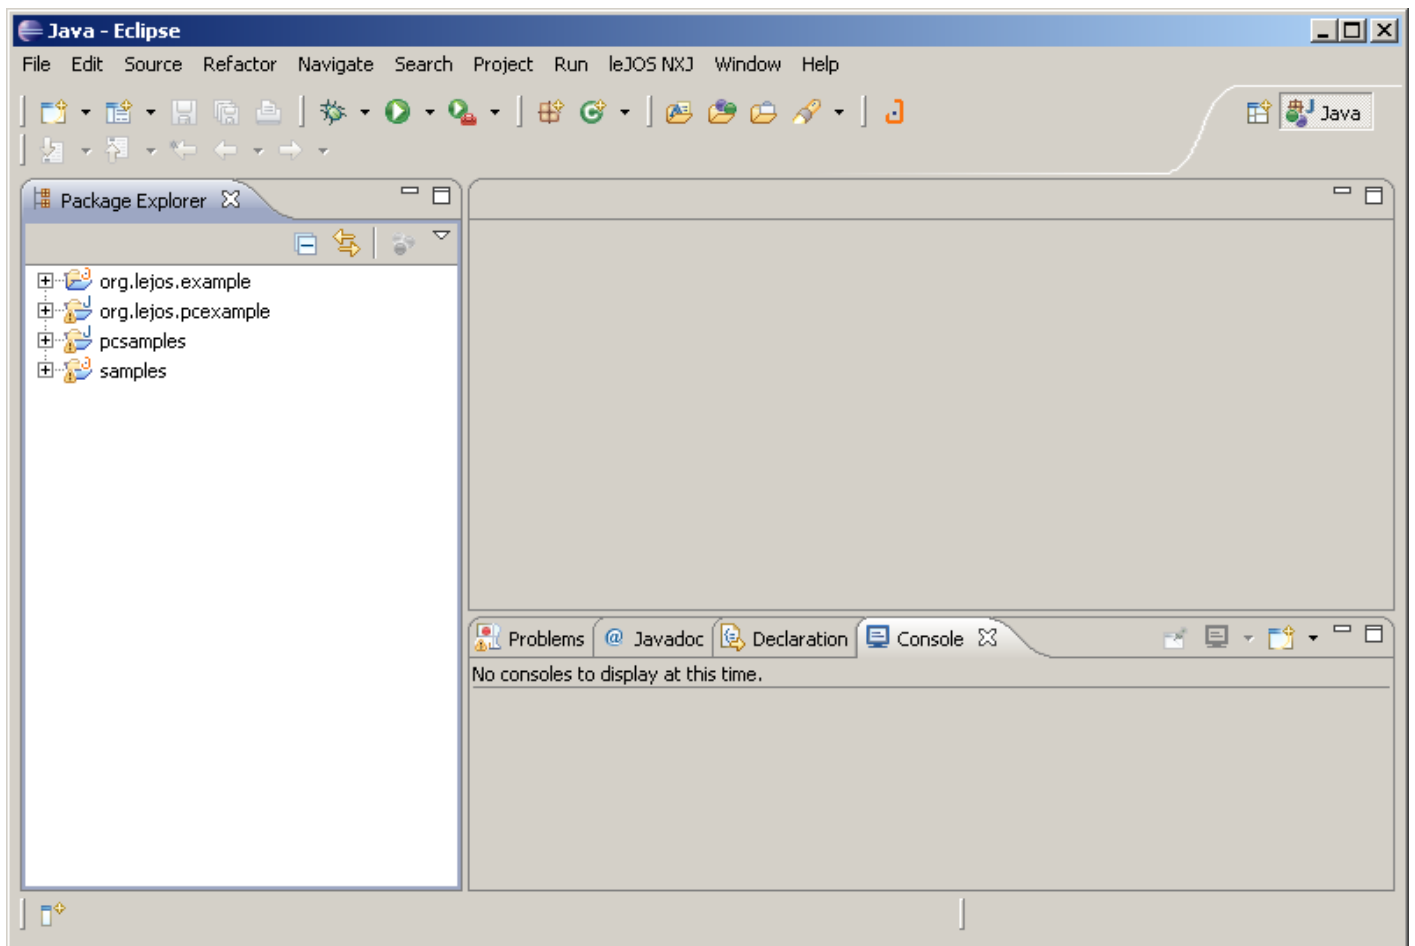 Java - Eclipse
File Edit Source Refactor Navigate Search Project Run leJOS NXJ Window Help
Java
Package Explorer
org.lejos.example
org.lejos.pcexample
pcsamples
samples
Problems @ Javadoc Declaration Console
No consoles to display at this time.